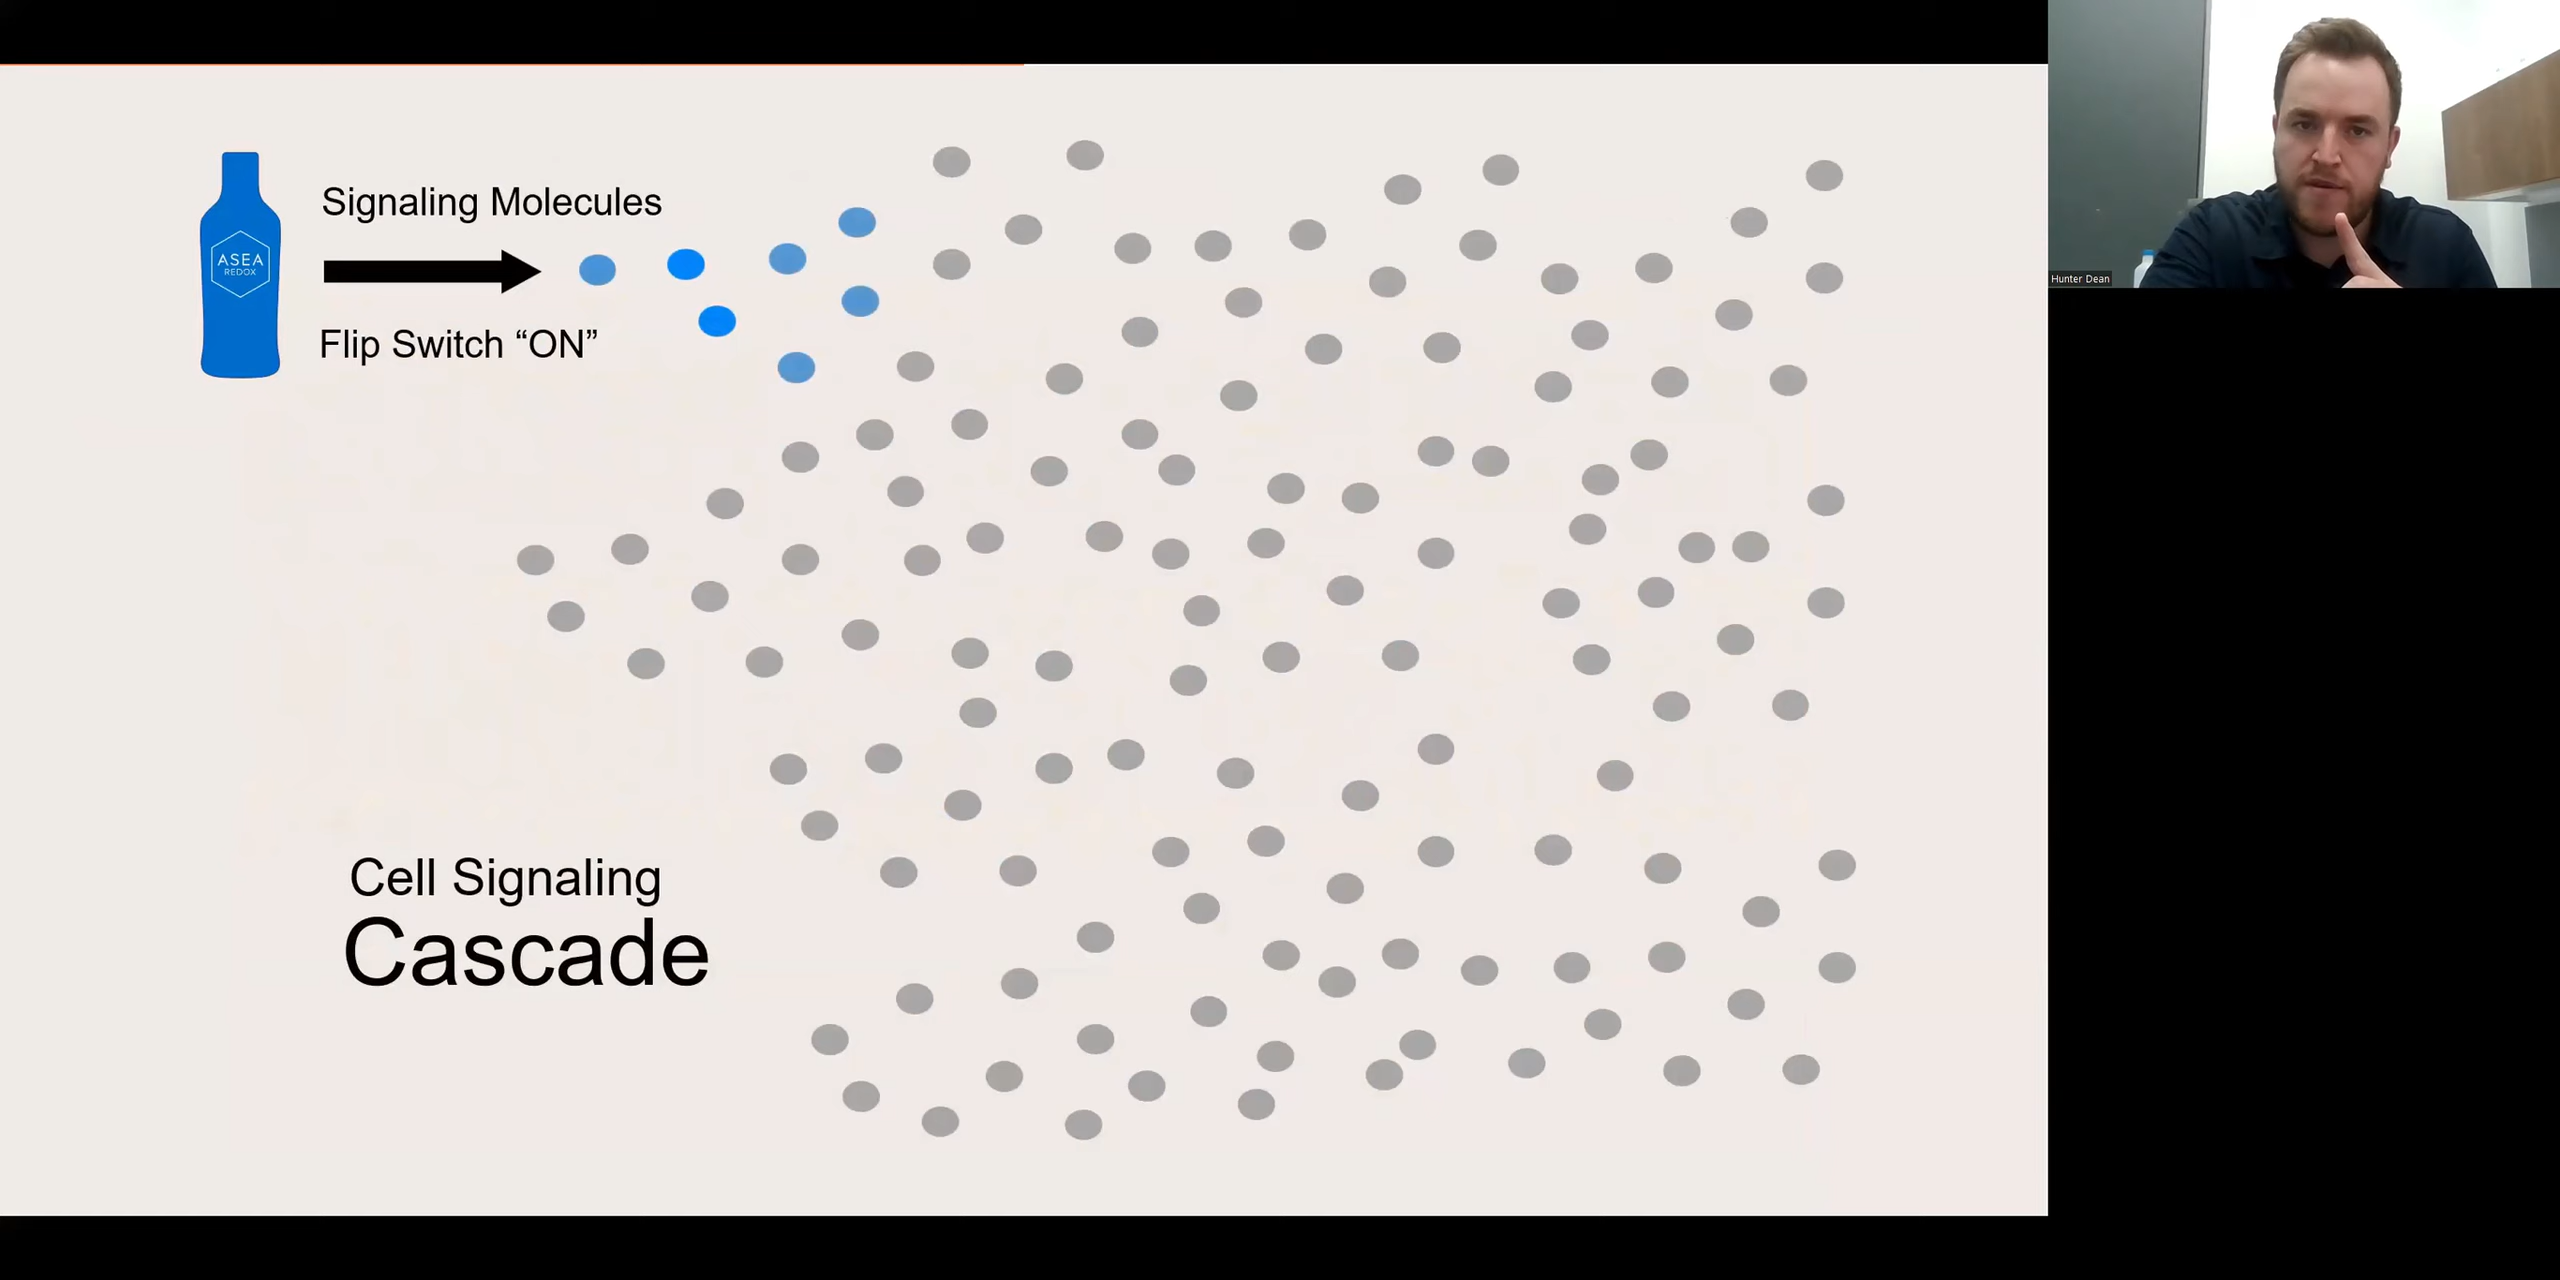 Signaling Molecules
ASEA
REDOX
Flip Switch “ON”
Cell Signaling
Cascade
Hunter Dean